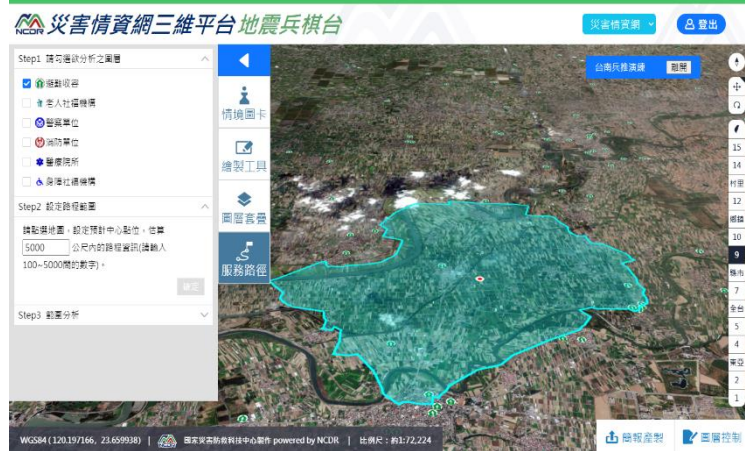 NCDR 災害情資網三維平台地震兵棋台
災害情資網
登出
Step1 請勾選欲分析之圖層
避難收容
老人社福機構
警察單位
消防單位
醫療院所
身障社福機構
Step2 設定路程範圍
請點選地圖，設定預計中心點位，估算
5000 公尺內的路程資訊(請輸入
100~5000間的數字)。
確定
Step3 範圍分析
情境圖卡
繪製工具
圖層套疊
服務路徑
台南兵推演練 離開
15
14
村里
12
鄉鎮
10
9
縣市
7
全台
5
4
東亞
2
1
WGS84 ( 120.197166, 23.659938) | 國家災害防救科技中心製作 powered by NCDR | 比例尺：約1:72,224
簡報產製
圖層控制